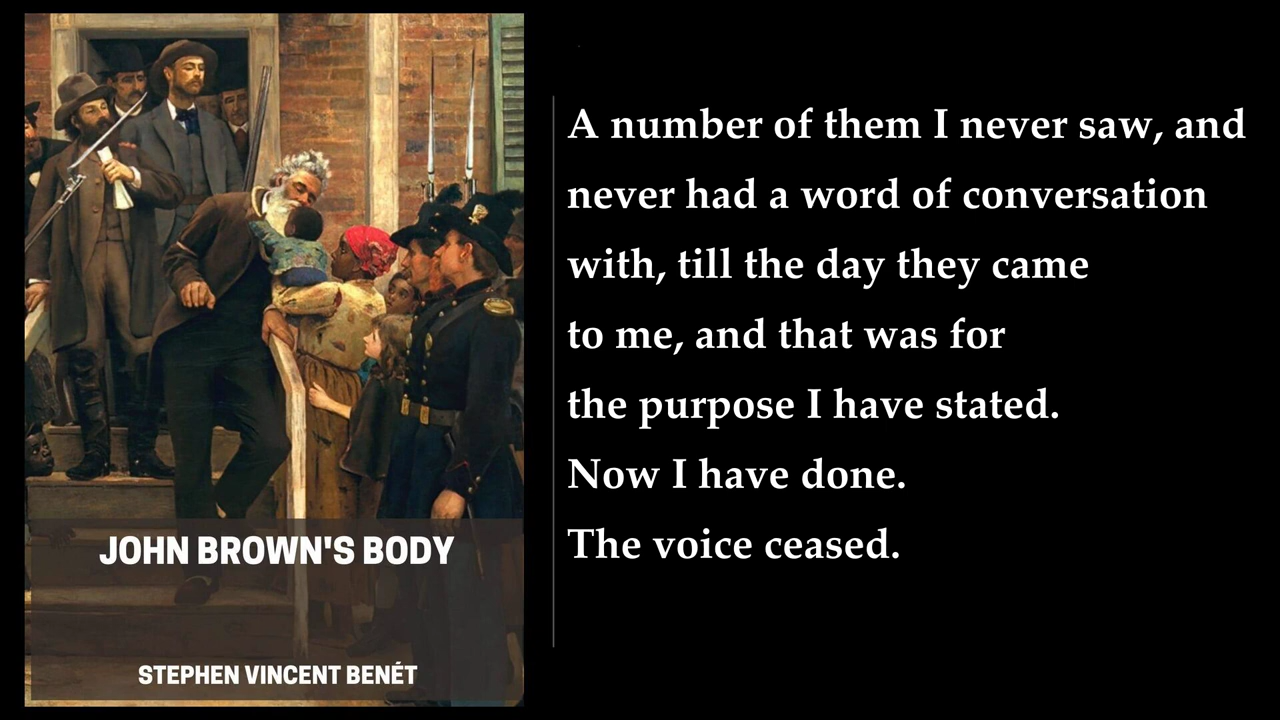 JOHN BROWN'S BODY
STEPHEN VINCENT BENÉT
A number of them I never saw, and
never had a word of conversation
with, till the day they came
to me, and that was for
the purpose I have stated.
Now I have done.
The voice ceased.